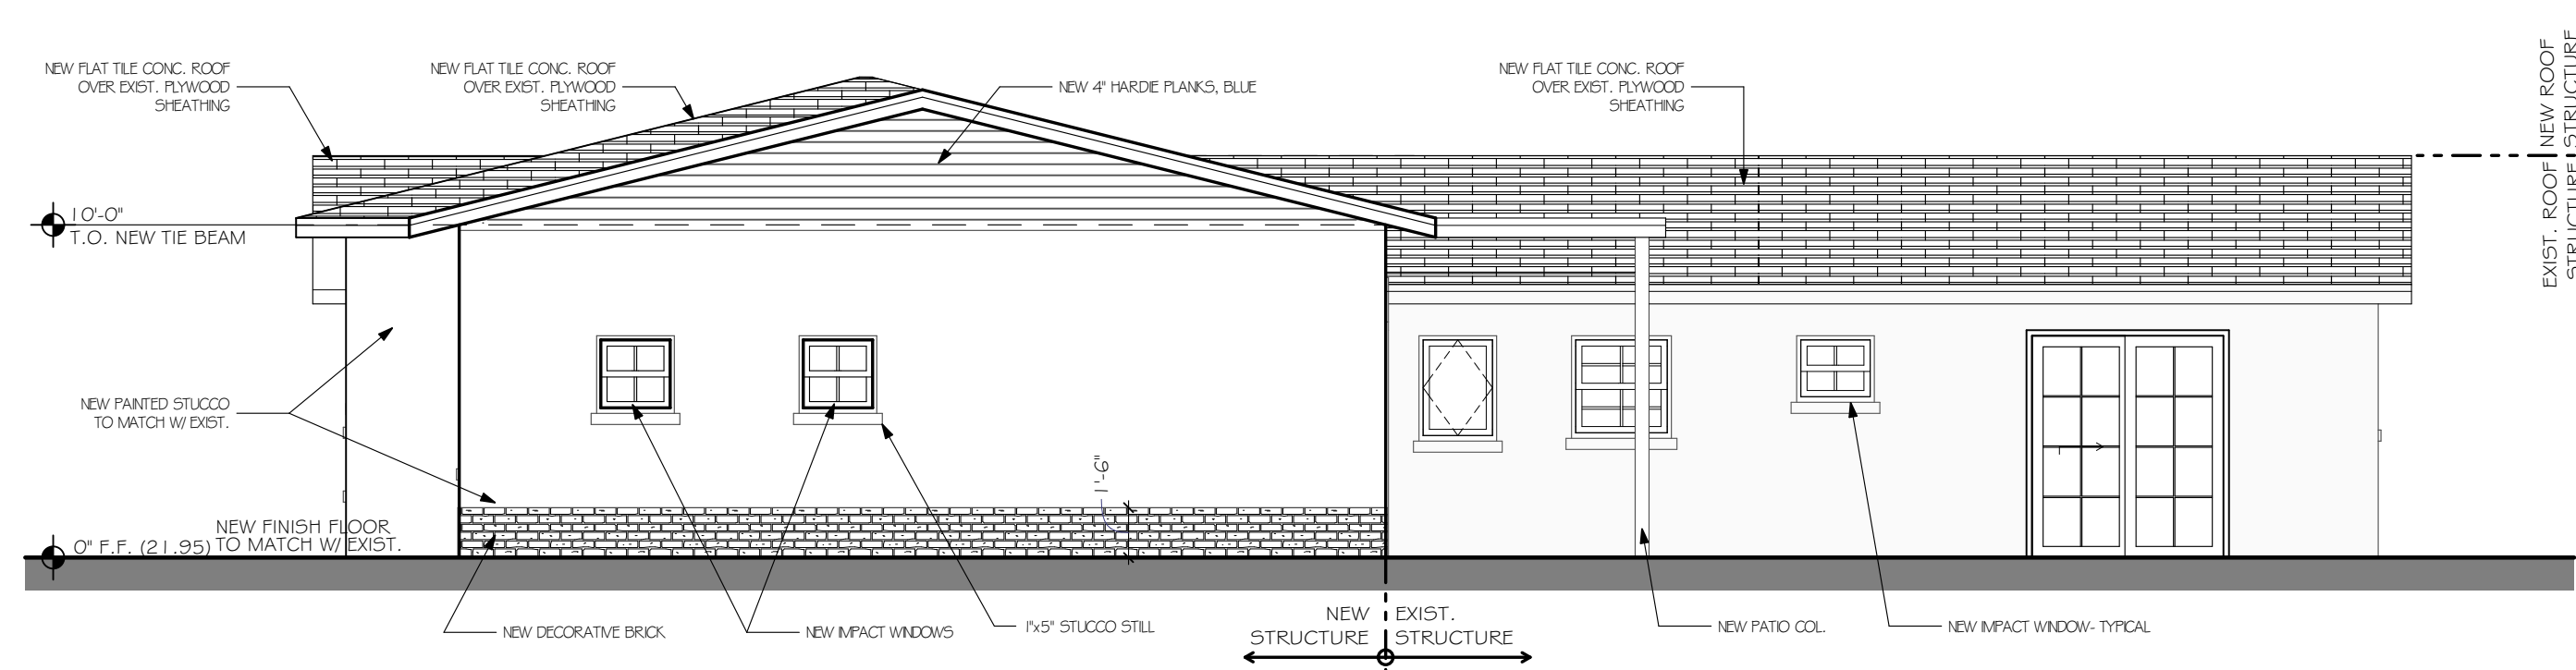 NEW FLAT TILE CONC. ROOF
OVER EXIST. PLYWOOD
SHEATHING
NEW FLAT TILE CONC. ROOF
OVER EXIST. PLYWOOD
SHEATHING
NEW 4" HARDIE PLANKS, BLUE
NEW FLAT TILE CONC. ROOF
OVER EXIST. PLYWOOD
SHEATHING
NEW ROOF
STRUCTURE
EXIST. ROOF
STRUCTURE
10'-0"
T.O. NEW TIE BEAM
NEW PAINTED STUCCO
TO MATCH W/ EXIST.
1'-6"
NEW FINISH FLOOR
TO MATCH W/ EXIST.
0" F.F. (21.95)
NEW DECORATIVE BRICK
NEW IMPACT WINDOWS
1"x5" STUCCO STILL
NEW
STRUCTURE
EXIST.
STRUCTURE
NEW PATIO COL.
NEW IMPACT WINDOW- TYPICAL